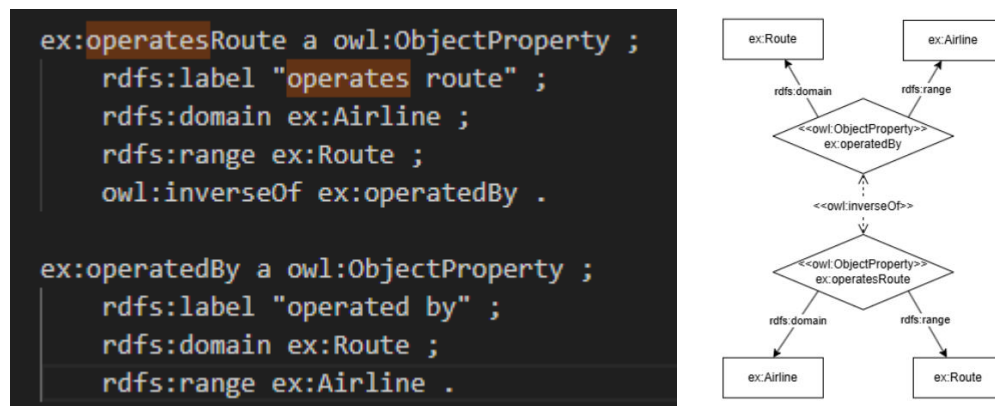 ex:operatesRoute a owl:ObjectProperty ;
rdfs:label "operates route" ;
rdfs:domain ex:Airline ;
rdfs:range ex:Route ;
owl:inverseOf ex:operatedBy .
ex:operatedBy a owl:ObjectProperty ;
rdfs:label "operated by" ;
rdfs:domain ex:Route ;
rdfs:range ex:Airline .
ex:Route
ex:Airline
rdfs:domain
rdfs:range
<<owl:ObjectProperty>>
ex:operatedBy
<<owl:inverseOf>>
<<owl:ObjectProperty>>
ex:operatesRoute
rdfs:domain
rdfs:range
ex:Airline
ex:Route